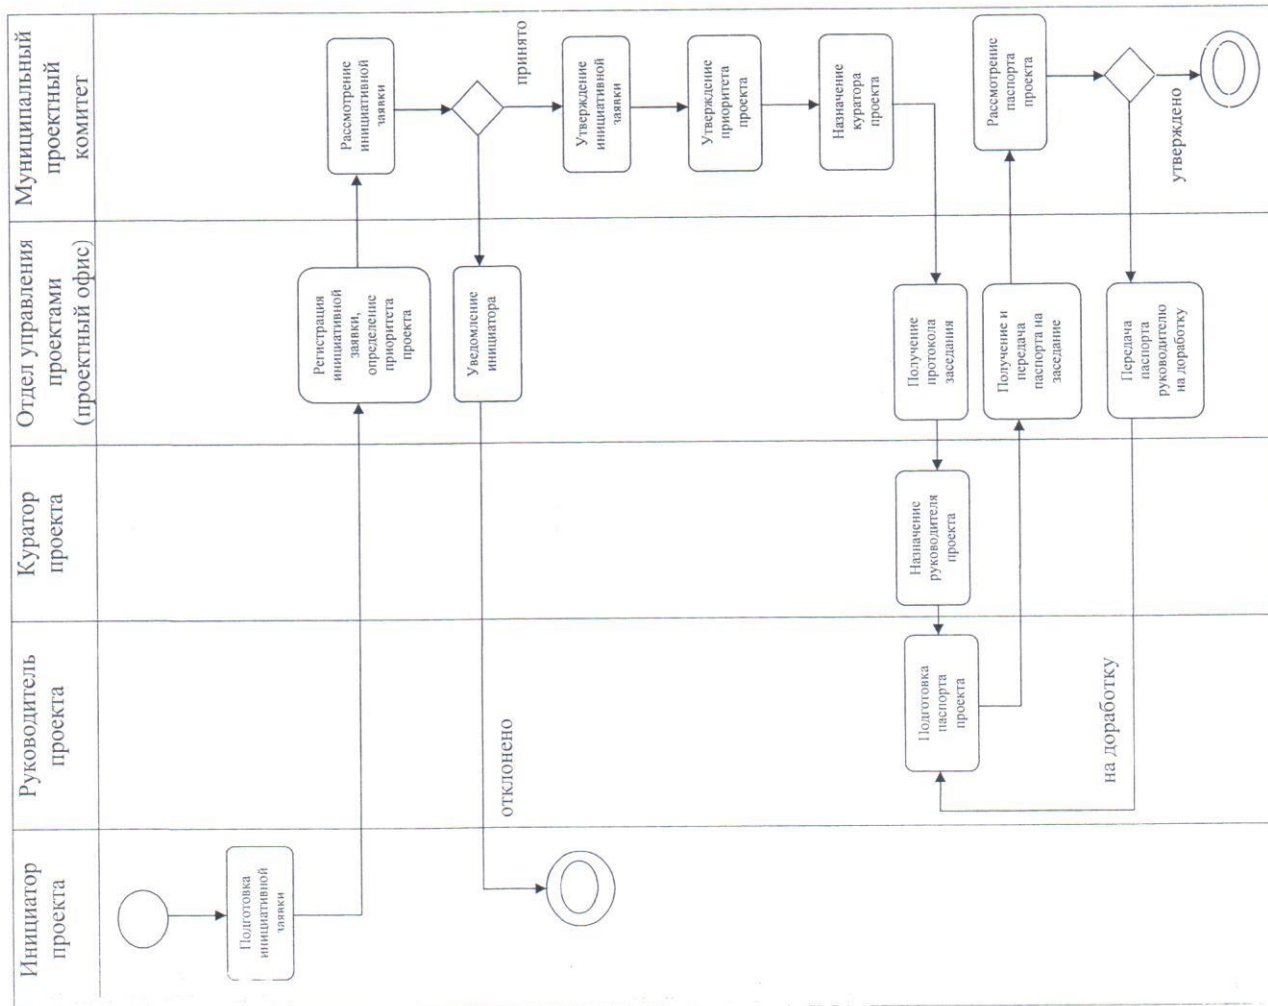 Инициатор
проекта
Руководитель
проекта
Куратор
проекта
Отдел управления
проектами
(проектный офис)
Муниципальный
проектный
комитет
Подготовка
инициативной
заявки
Регистрация
инициативной
заявки,
определение
приоритета
проекта
Рассмотрение
инициативной
заявки
Уведомление
инициатора
отклонено
принято
Утверждение
инициативной
заявки
Утверждение
приоритета
проекта
Назначение
куратора
проекта
Получение
протокола
заседания
Назначение
руководителя
проекта
Подготовка
паспорта
проекта
Получение и
передача
паспорта на
заседание
Рассмотрение
паспорта
проекта
Передача
паспорта
руководителю
на доработку
на доработку
утверждено